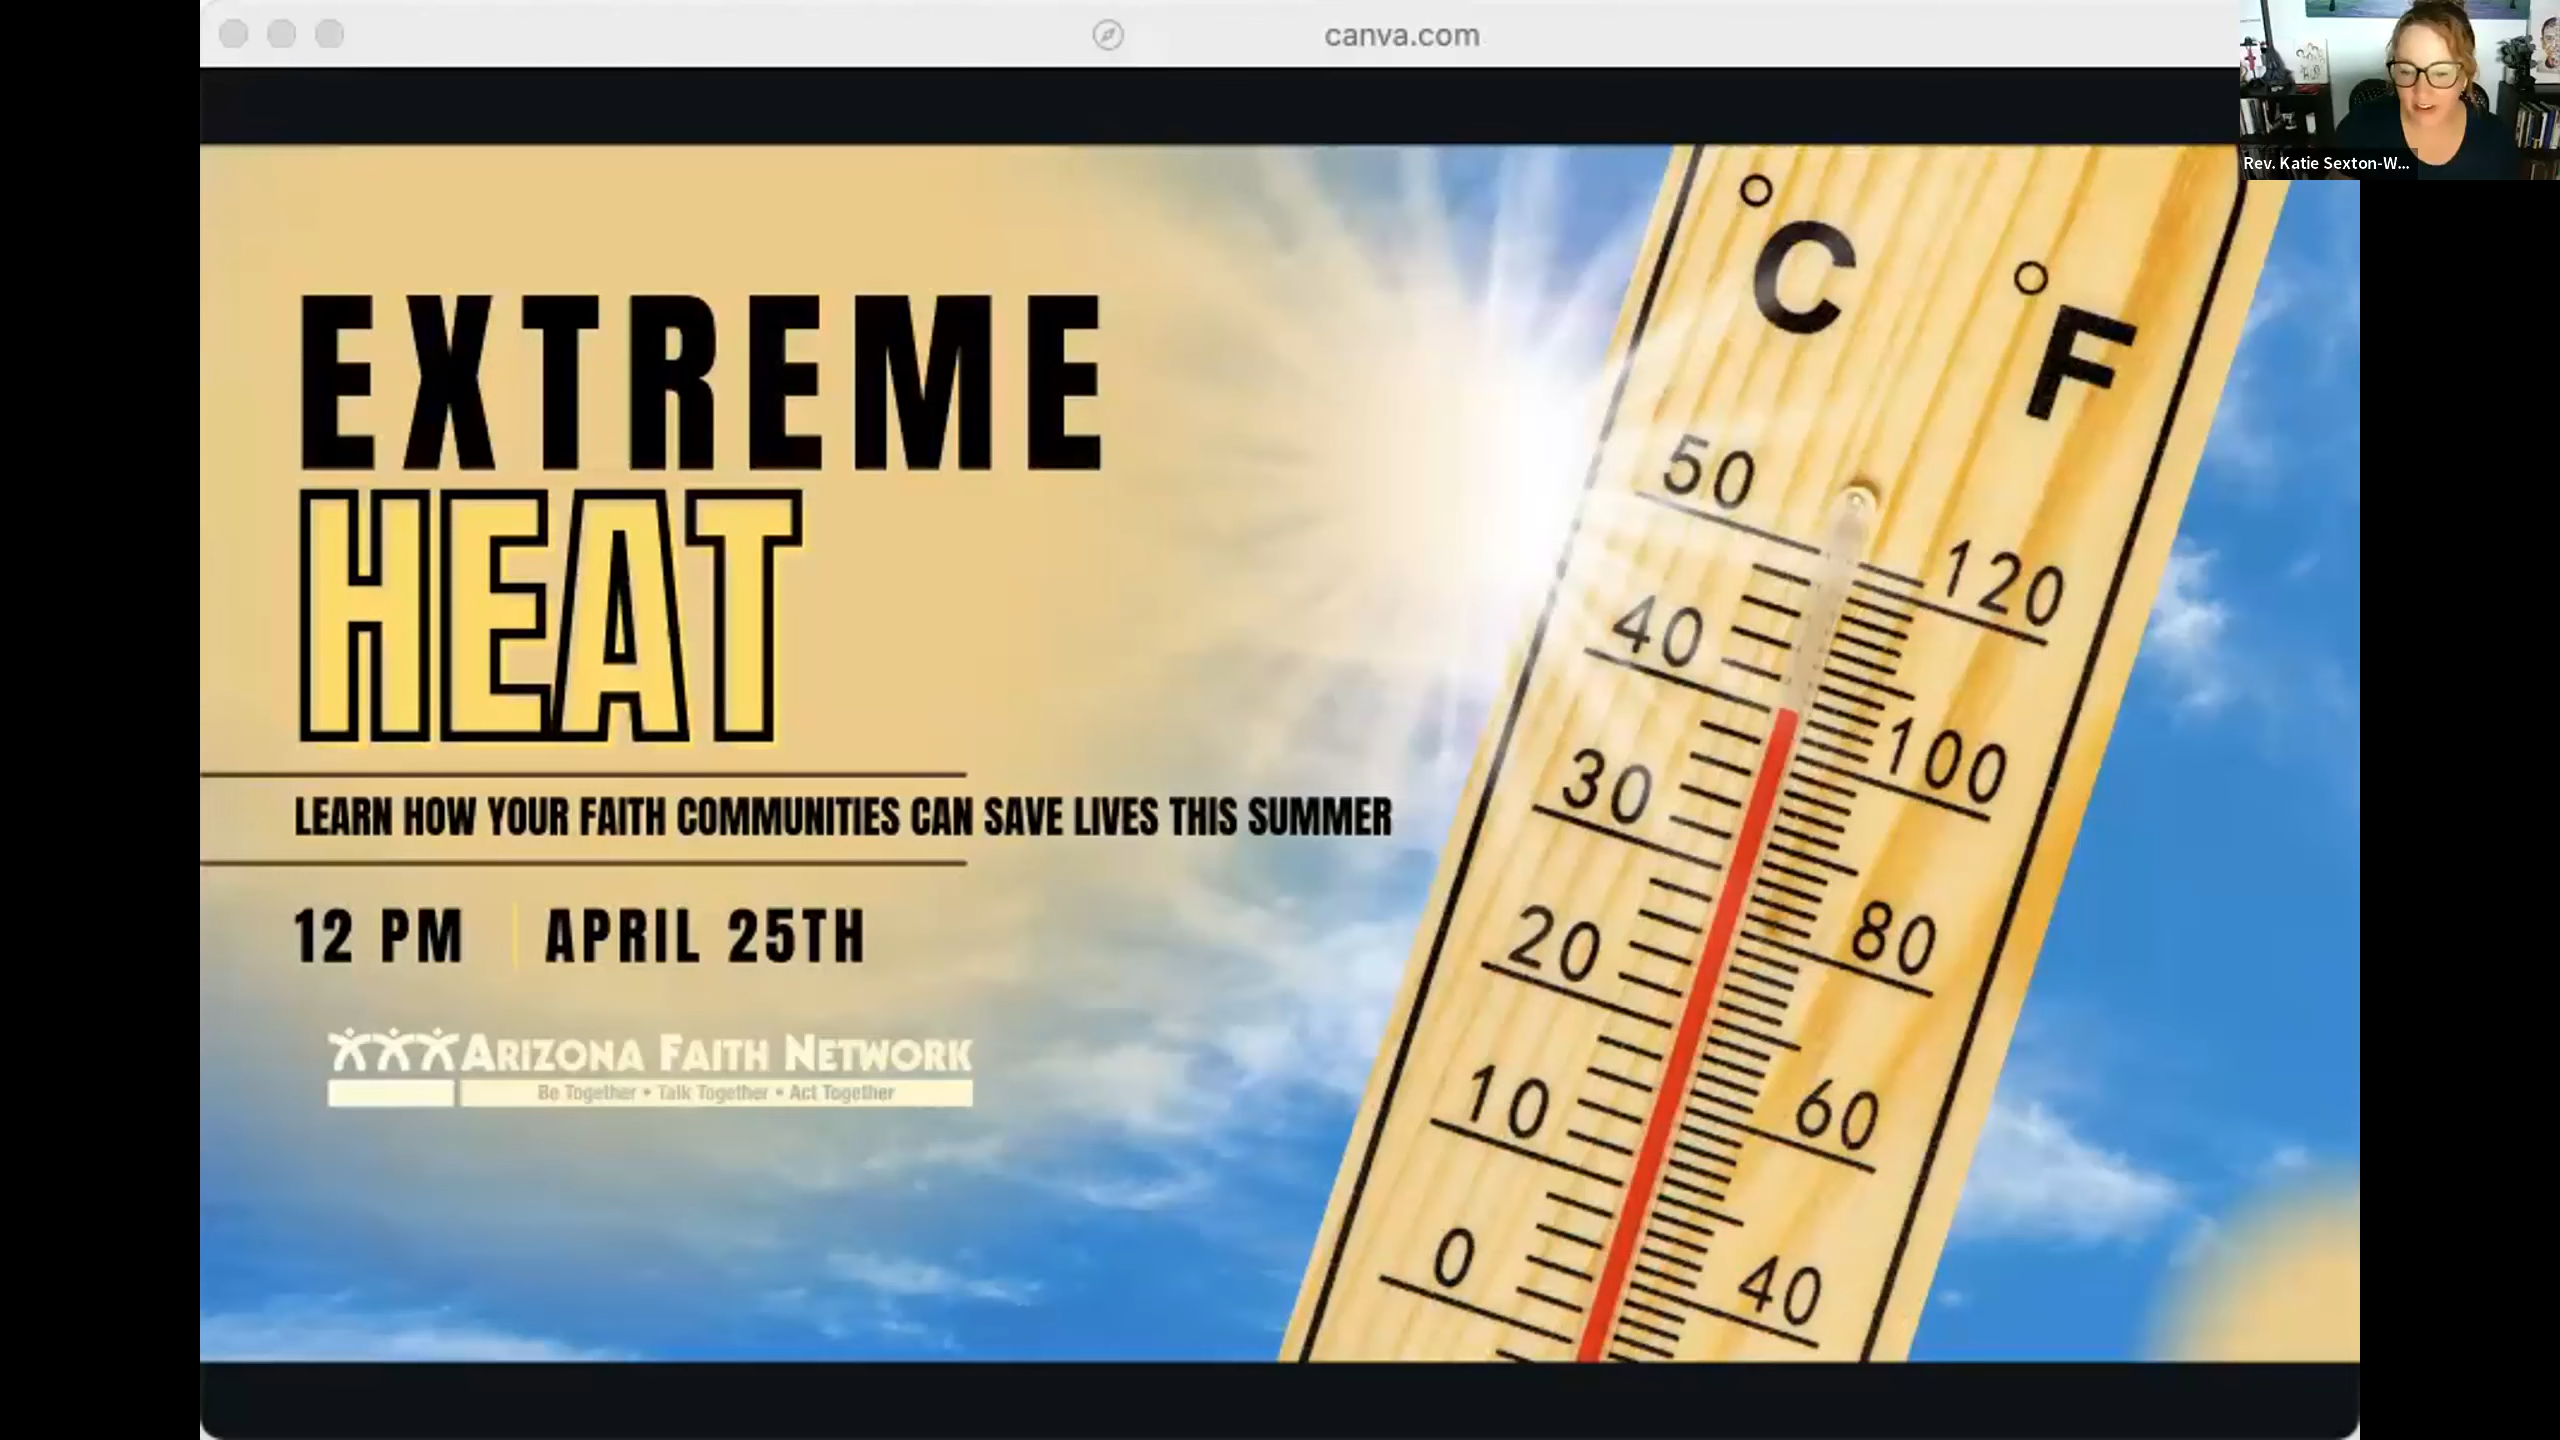 canva.com
Rev. Katie Sexton-W...
EXTREME
HEAT
LEARN HOW YOUR FAITH COMMUNITIES CAN SAVE LIVES THIS SUMMER
12 PM APRIL 25TH
ARIZONA FAITH NETWORK
Be Together • Talk Together • Act Together
°C °F
50
120
40
100
30
80
20
60
10
40
0